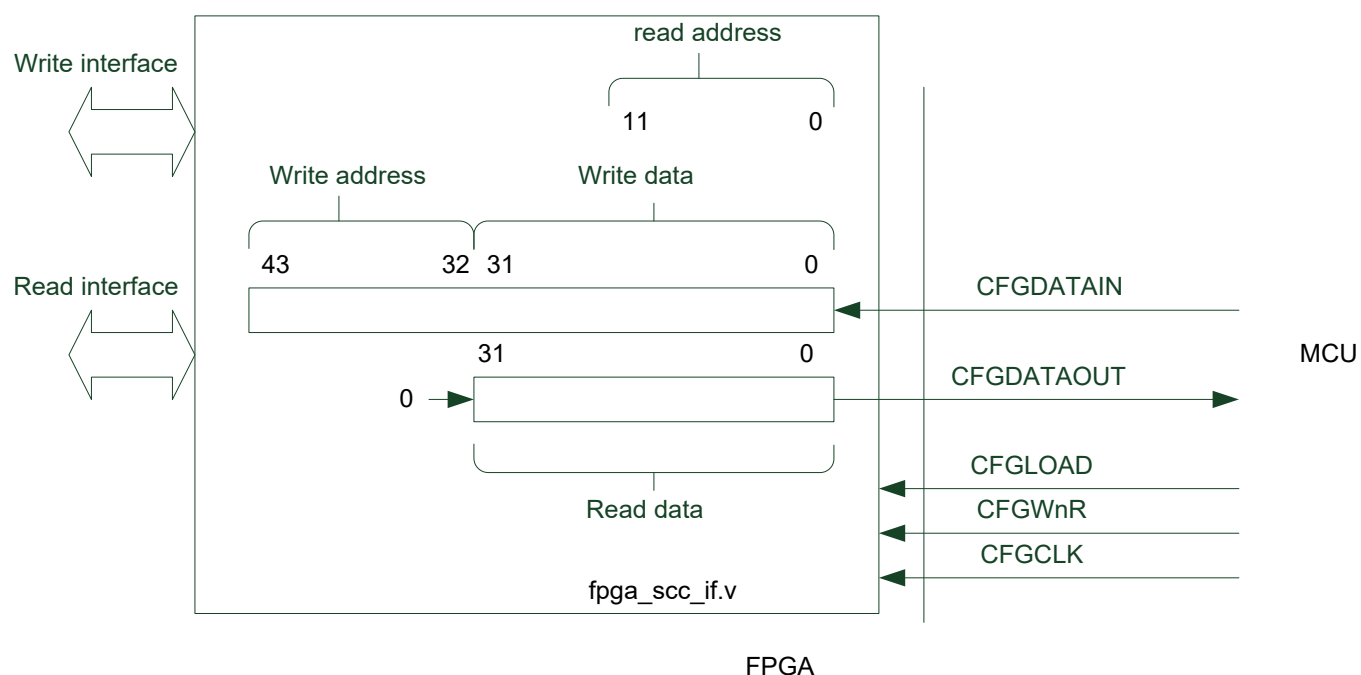 read address
Write interface
11 0
Write address Write data
43 32 31 0
Read interface
CFGDATAIN
31 0
MCU
CFGDATAOUT
0
CFGLOAD
Read data
CFGWnR
CFGCLK
fpga_scc_if.v
FPGA